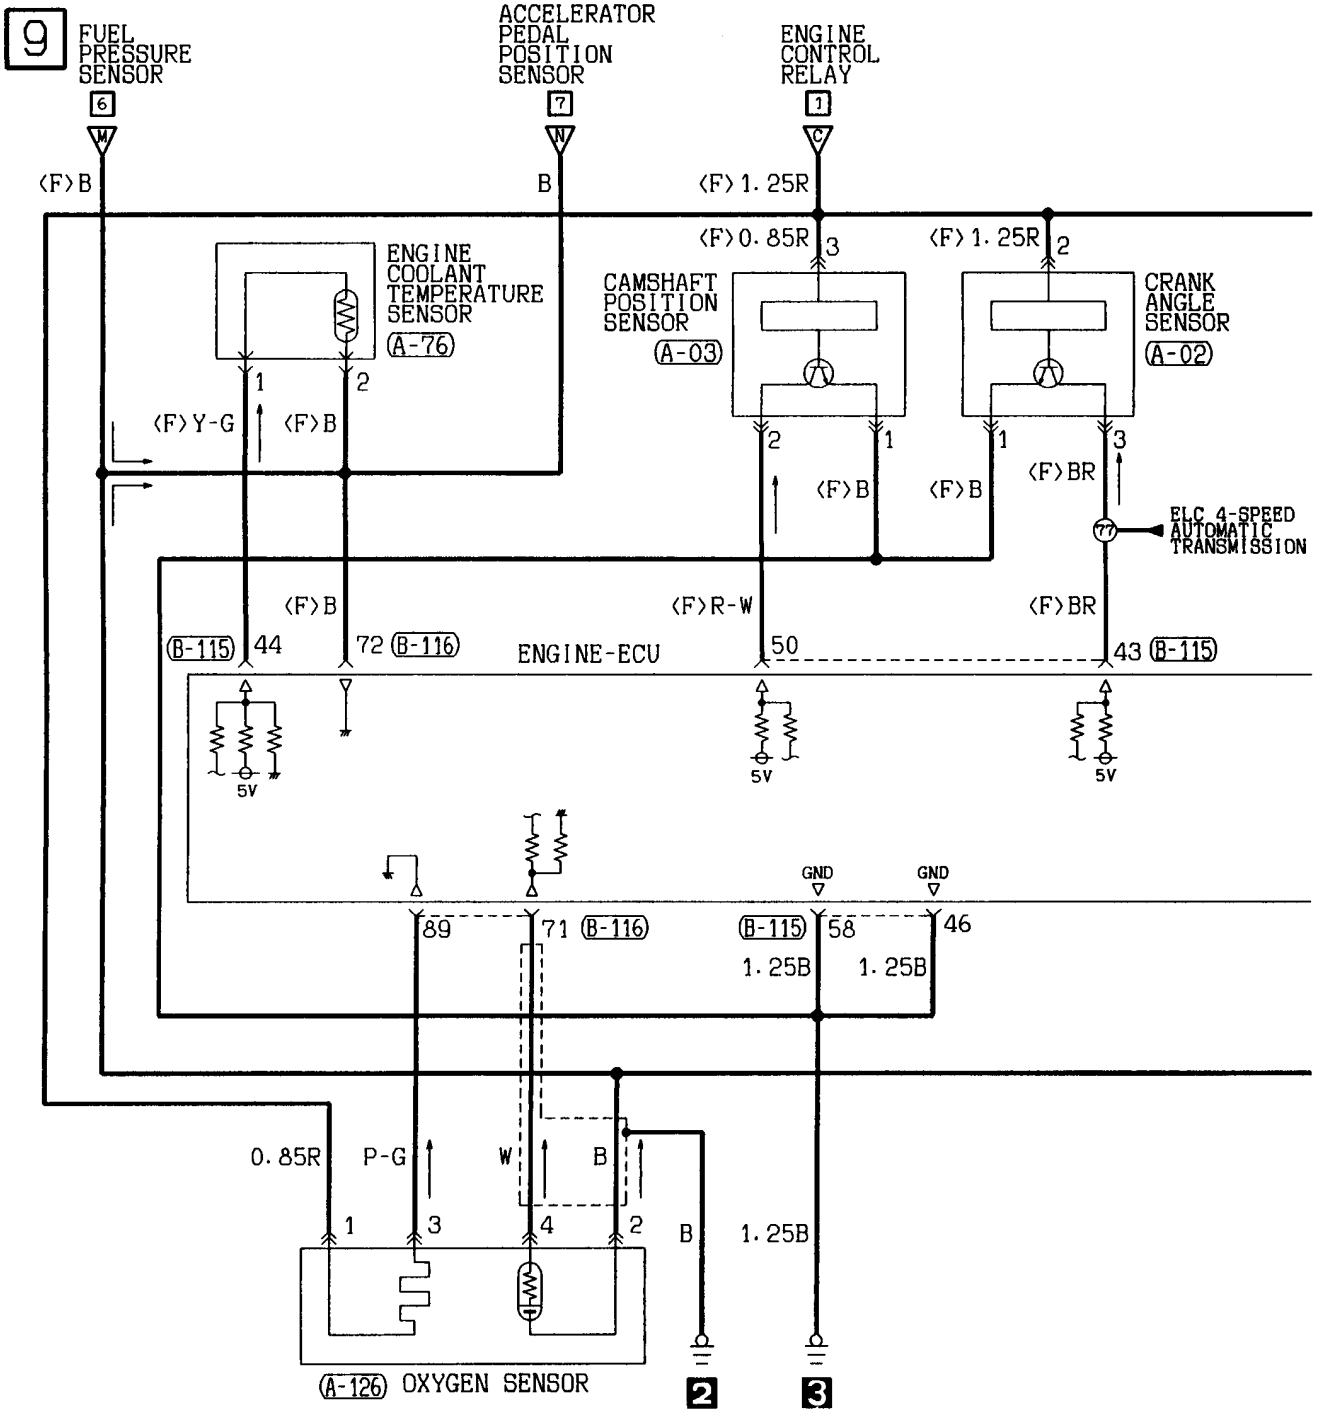 9
FUEL
PRESSURE
SENSOR
6
M
ACCELERATOR
PEDAL
POSITION
SENSOR
7
N
ENGINE
CONTROL
RELAY
1
C
<F>B
B
<F>1.25R
<F>0.85R
3
<F>1.25R
2
ENGINE
COOLANT
TEMPERATURE
SENSOR
A-76
CAMSHAFT
POSITION
SENSOR
A-03
CRANK
ANGLE
SENSOR
A-02
1
2
<F>Y-G
<F>B
2
1
1
3
<F>BR
<F>B
<F>B
77
ELC 4-SPEED
AUTOMATIC
TRANSMISSION
<F>B
<F>R-W
<F>BR
B-115
44
72
B-116
ENGINE-ECU
50
43
B-115
5V
5V
5V
GND
GND
89
71
B-116
B-115
58
46
1.25B
1.25B
0.85R
P-G
W
B
1
3
4
2
B
1.25B
A-126
OXYGEN SENSOR
2
3